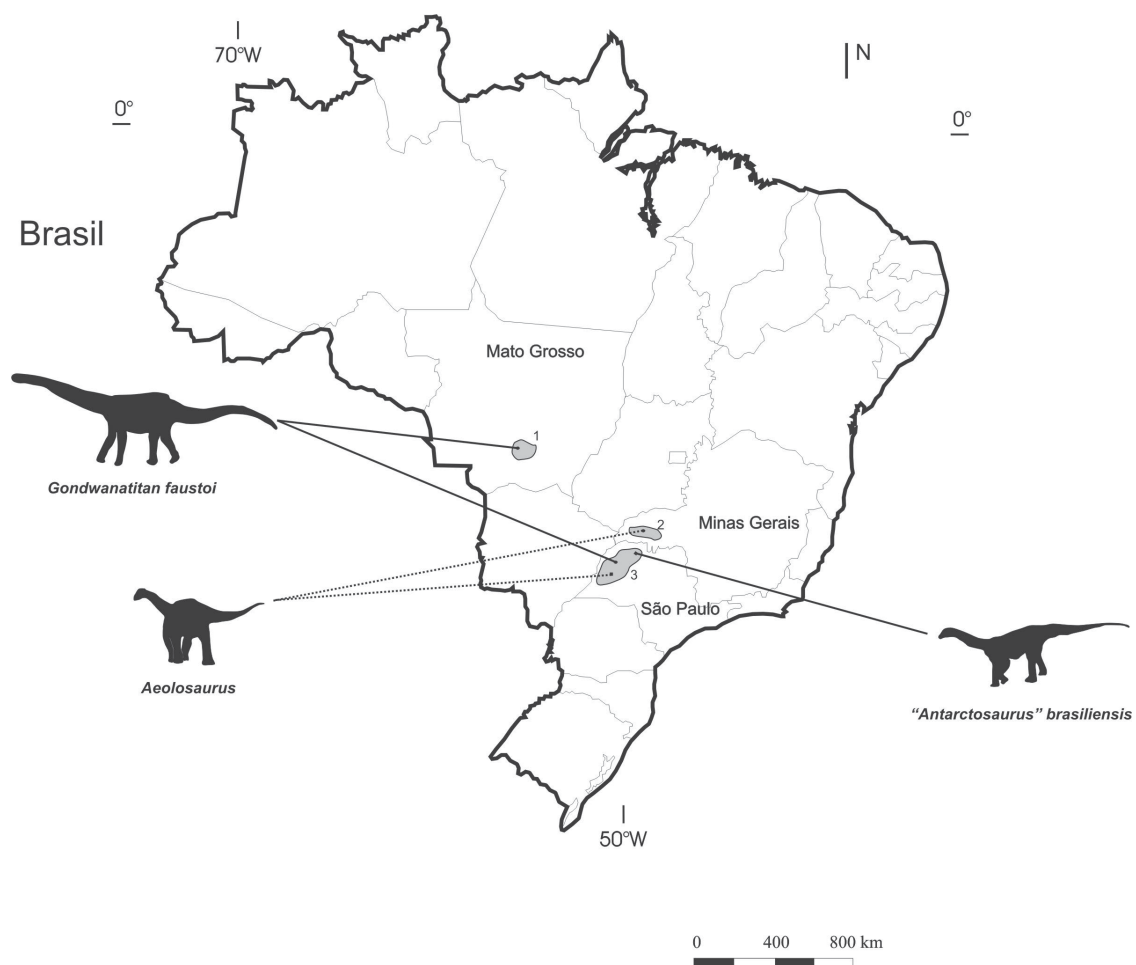 70°W
N
0°
0°
Brasil
Mato Grosso
1
Gondwanatitan faustoi
2
Minas Gerais
3
São Paulo
Aeolosaurus
“Antarctosaurus” brasiliensis
50°W
0 400 800 km